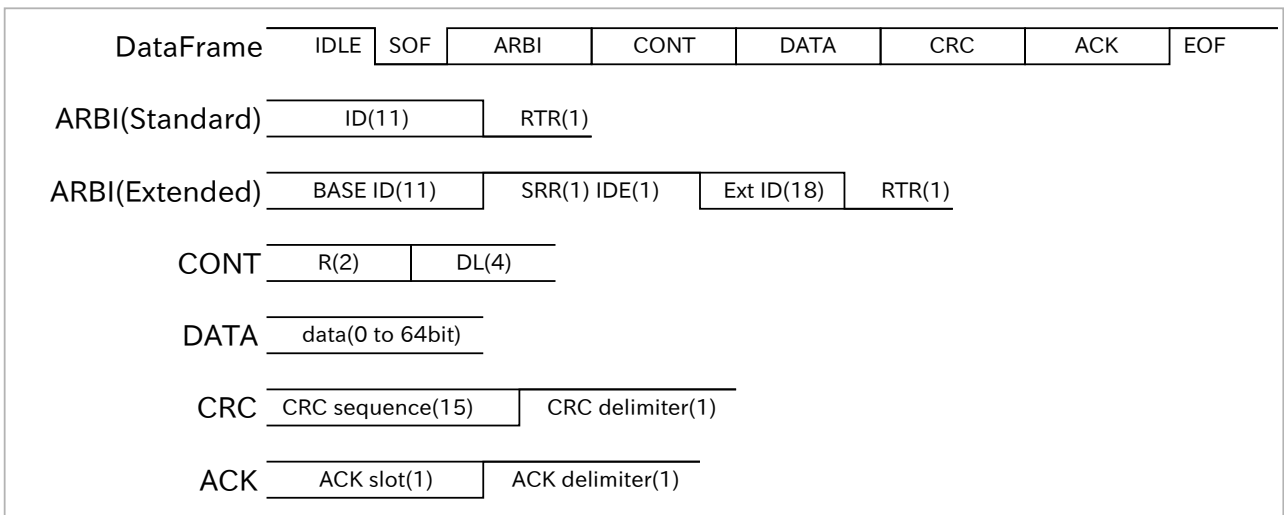 DataFrame IDLE SOF ARBI CONT DATA CRC ACK EOF
ARBI(Standard) ID(11) RTR(1)
ARBI(Extended) BASE ID(11) SRR(1) IDE(1) Ext ID(18) RTR(1)
CONT R(2) DL(4)
DATA data(0 to 64bit)
CRC CRC sequence(15) CRC delimiter(1)
ACK ACK slot(1) ACK delimiter(1)